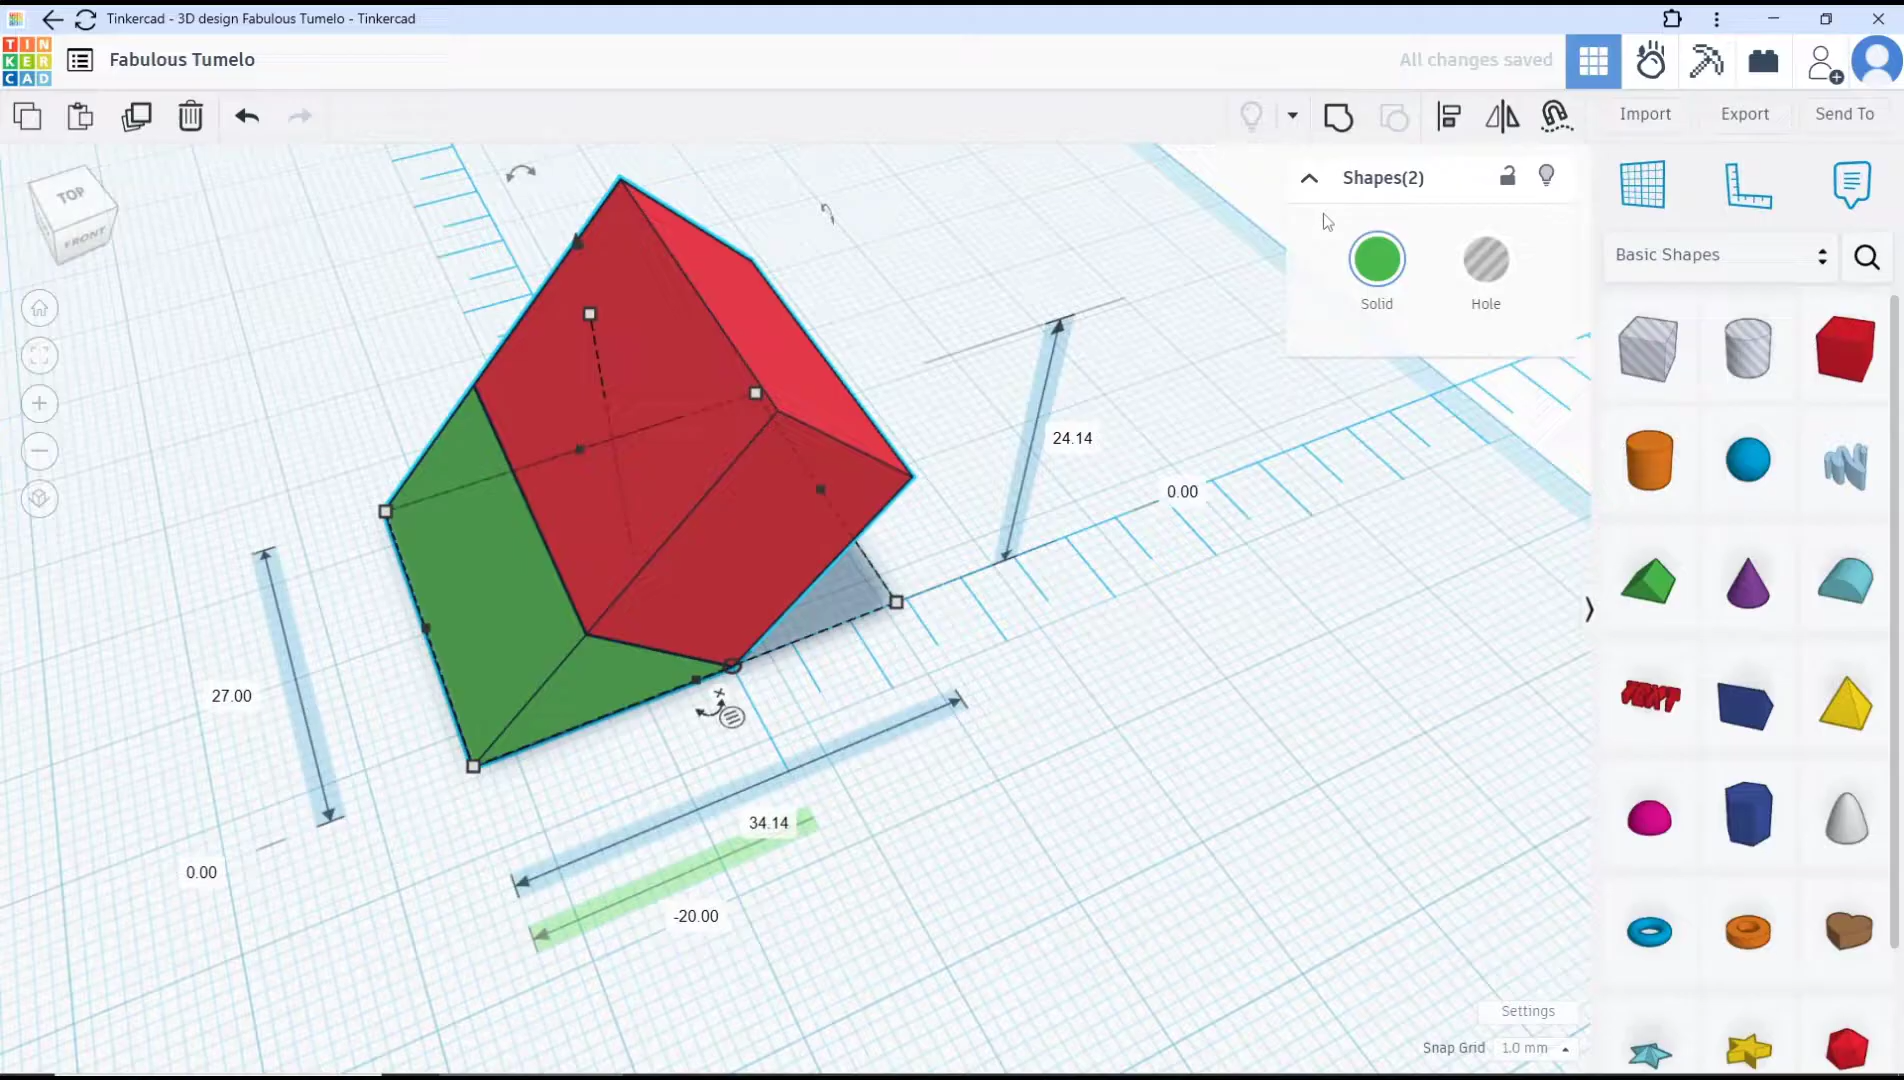 Tinkercad - 3D design Fabulous Tumelo - Tinkercad
TIN
KER
CAD
Fabulous Tumelo
All changes saved
Import
Export
Send To
TOP
FRONT
Shapes(2)
Solid
Hole
Basic Shapes
24.14
0.00
27.00
34.14
0.00
-20.00
Settings
Snap Grid 1.0 mm